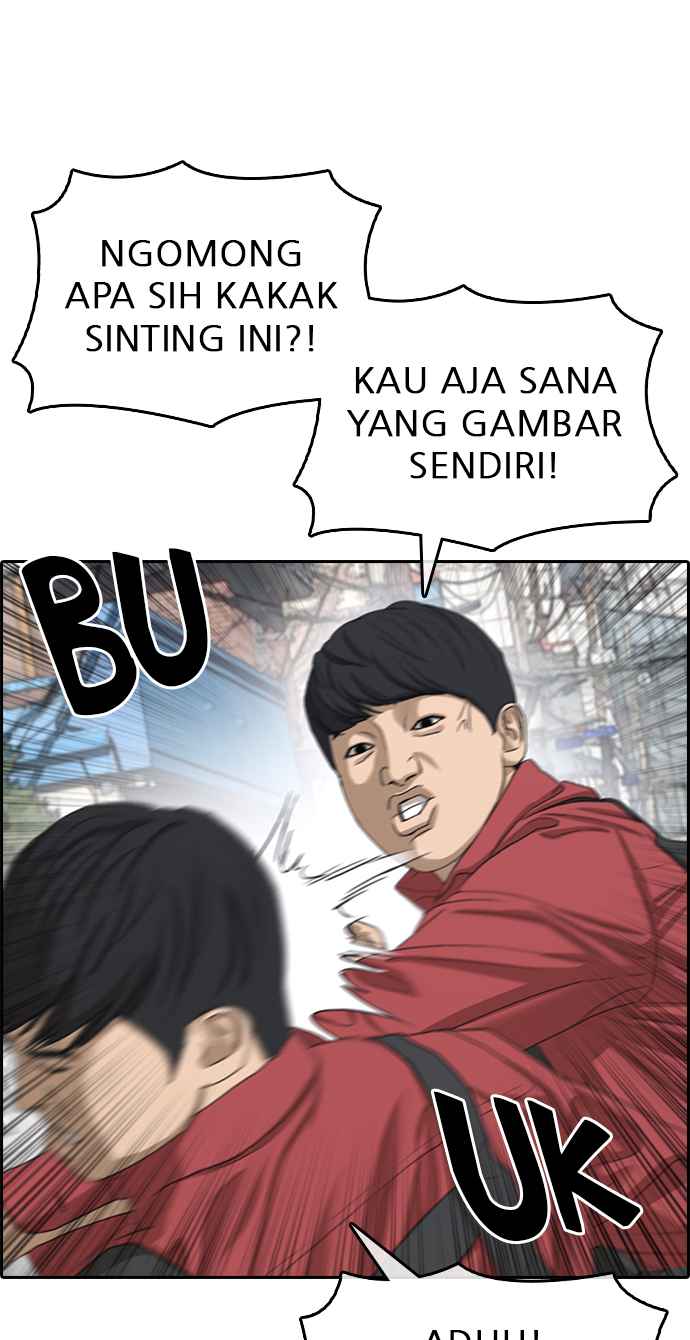 NGOMONG
APA SIH KAKAK
SINTING INI?!
KAU AJA SANA
YANG GAMBAR
SENDIRI!
BU
UK